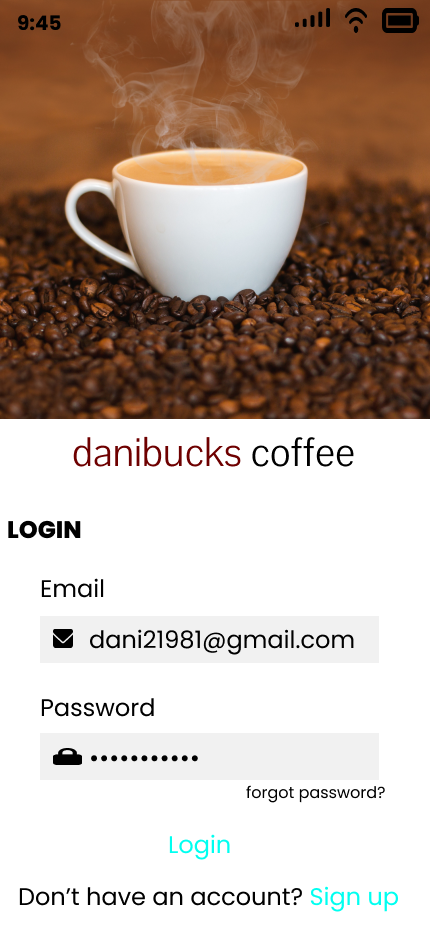 9:45
danibucks coffee
LOGIN
Email
dani21981@gmail.com
Password
•••••••••••
forgot password?
Login
Don’t have an account? Sign up